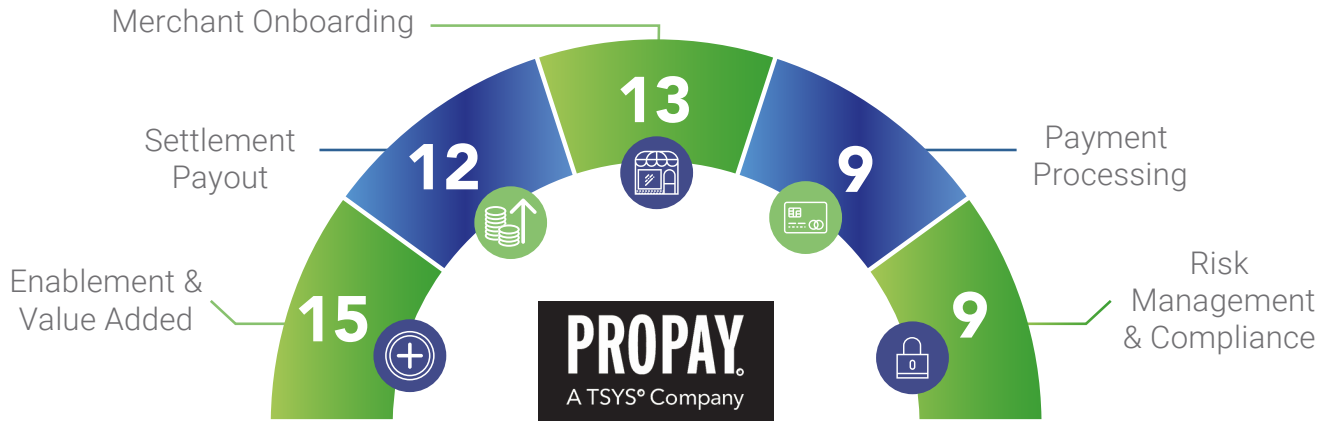 Merchant Onboarding
13
Settlement
Payout
12
9
Payment
Processing
Enablement &
Value Added
15
9
Risk
Management
& Compliance
PROPAY®
A TSYS® Company